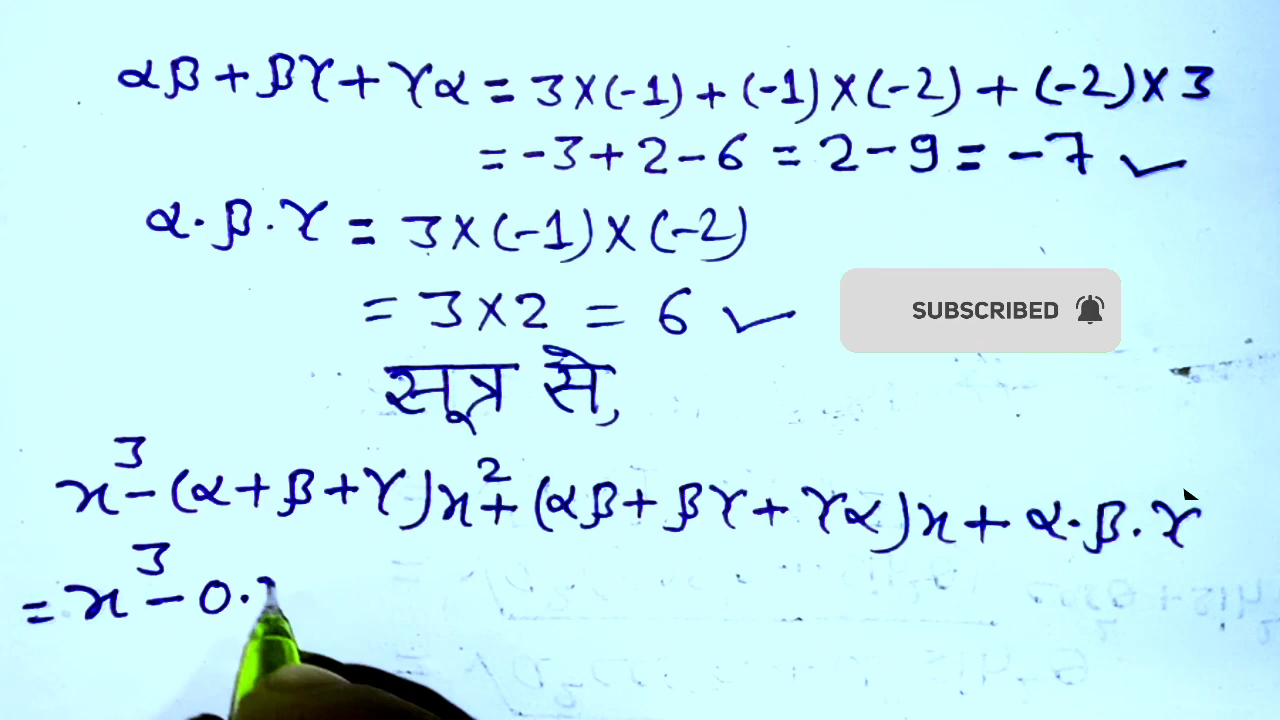 αβ + βγ + γα = 3×(-1) + (-1)×(-2) + (-2)×3
= -3 + 2 - 6 = 2 - 9 = -7 ✓
α·β·γ = 3×(-1)×(-2)
= 3×2 = 6 ✓
SUBSCRIBED
सूत्र से,
x³ - (α+β+γ)x² + (αβ+βγ+γα)x + α·β·γ
= x³ - 0·